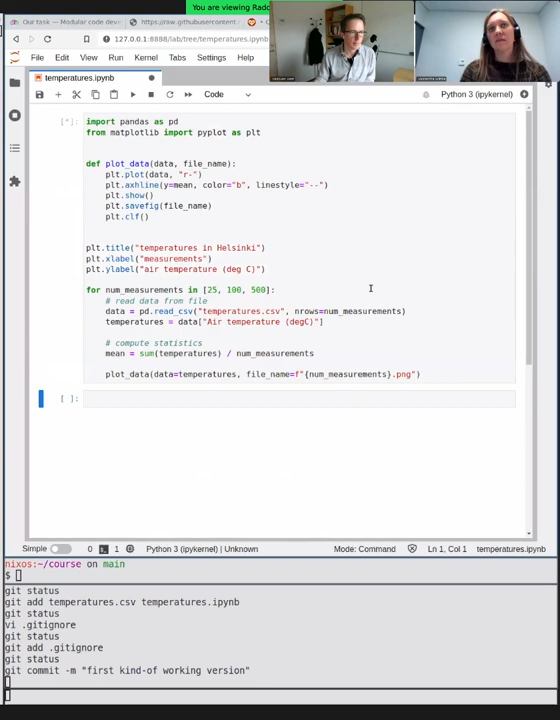 You are viewing Rado
Our task — Modular code dev
https://raw.githubusercontent.
127.0.0.1:8888/lab/tree/temperatures.ipynb
File Edit View Run Kernel Tabs Settings Help
temperatures.ipynb
Code
Python 3 (ipykernel)
[*]:
import pandas as pd
from matplotlib import pyplot as plt
def plot_data(data, file_name):
    plt.plot(data, "r-")
    plt.axhline(y=mean, color="b", linestyle="--")
    plt.show()
    plt.savefig(file_name)
    plt.clf()
plt.title("temperatures in Helsinki")
plt.xlabel("measurements")
plt.ylabel("air temperature (deg C)")
for num_measurements in [25, 100, 500]:
    # read data from file
    data = pd.read_csv("temperatures.csv", nrows=num_measurements)
    temperatures = data["Air temperature (degC)"]
    # compute statistics
    mean = sum(temperatures) / num_measurements
    plot_data(data=temperatures, file_name=f"{num_measurements}.png")
[ ]:
Simple 0 1 Python 3 (ipykernel) | Unknown Mode: Command Ln 1, Col 1 temperatures.ipynb
nixos:~/course on main
$
git status
git add temperatures.csv temperatures.ipynb
git status
vi .gitignore
git status
git add .gitignore
git status
git commit -m "first kind-of working version"